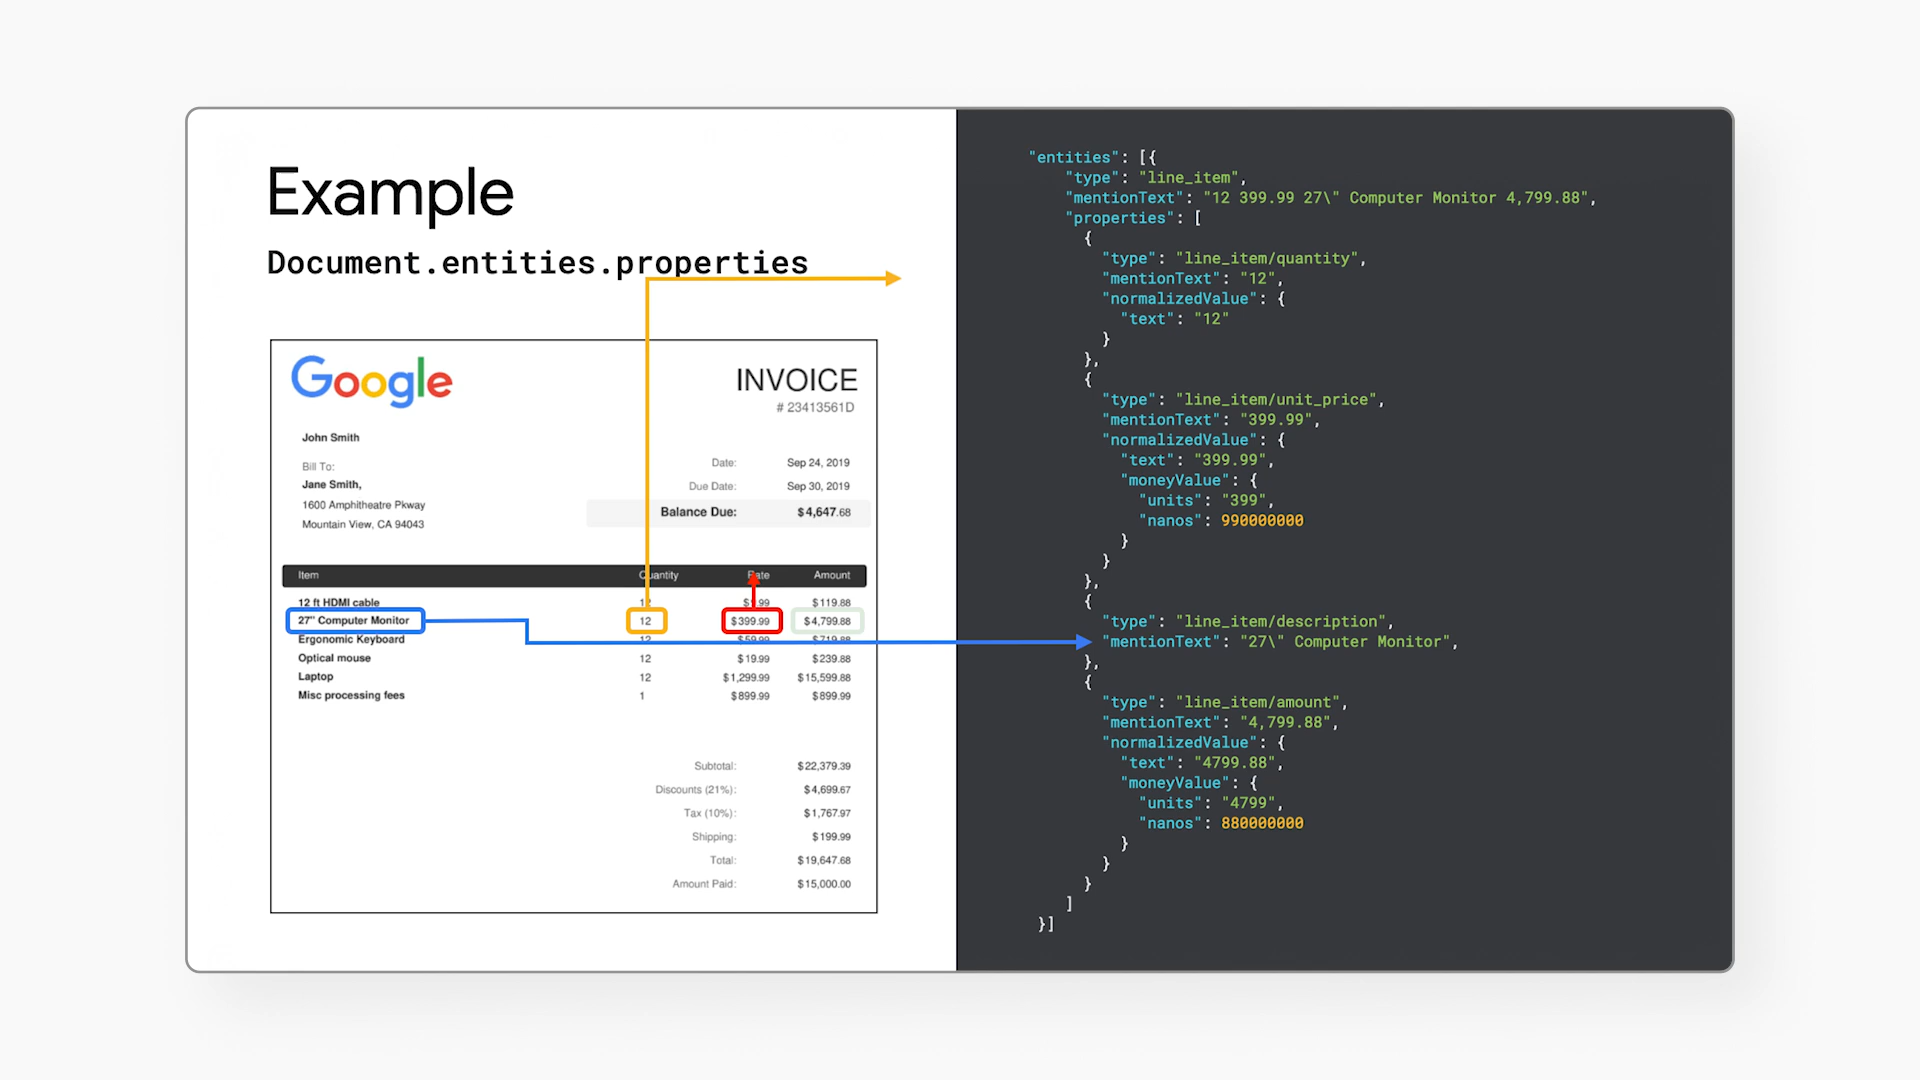 Example
Document.entities.properties
Google
INVOICE
# 23413561D
John Smith
Bill To:
Jane Smith,
1600 Amphitheatre Pkway
Mountain View, CA 94043
Date: Sep 24, 2019
Due Date: Sep 30, 2019
Balance Due: $4,647.68
Item Quantity Rate Amount
12 ft HDMI cable 12 $119.88
27" Computer Monitor 12 $399.99 $4,799.88
Ergonomic Keyboard $59.99 $719.88
Optical mouse 12 $19.99 $239.88
Laptop 12 $1,299.99 $15,599.88
Misc processing fees 1 $899.99 $899.99
Subtotal: $22,379.39
Discounts (21%): $4,699.67
Tax (10%): $1,767.97
Shipping: $199.99
Total: $19,647.68
Amount Paid: $15,000.00
"entities": [{
"type": "line_item",
"mentionText": "12 399.99 27\" Computer Monitor 4,799.88",
"properties": [
{
"type": "line_item/quantity",
"mentionText": "12",
"normalizedValue": {
"text": "12"
}
},
{
"type": "line_item/unit_price",
"mentionText": "399.99",
"normalizedValue": {
"text": "399.99",
"moneyValue": {
"units": "399",
"nanos": 990000000
}
}
},
{
"type": "line_item/description",
"mentionText": "27\" Computer Monitor",
},
{
"type": "line_item/amount",
"mentionText": "4,799.88",
"normalizedValue": {
"text": "4799.88",
"moneyValue": {
"units": "4799",
"nanos": 880000000
}
}
}
]
}]